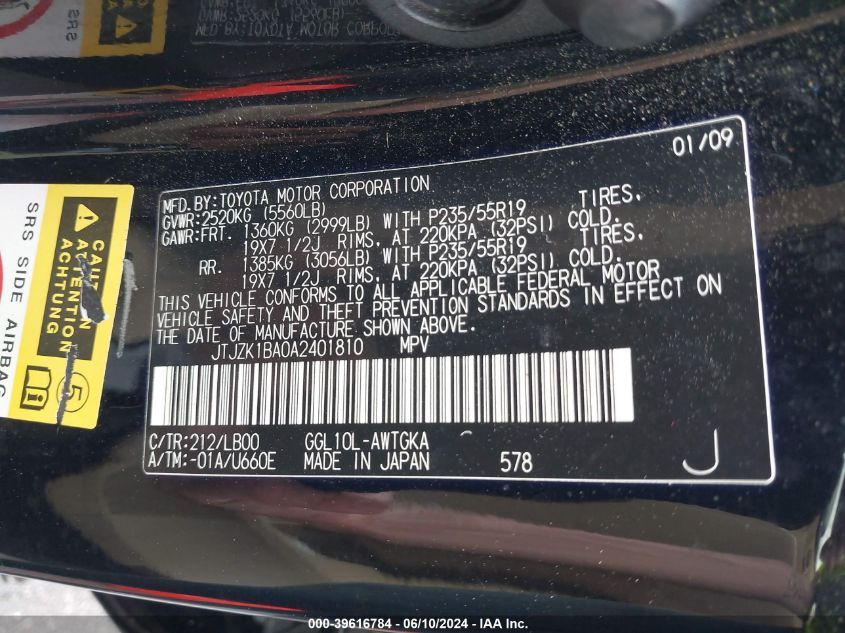 SRS
01/09
MFD. BY: TOYOTA MOTOR CORPORATION
GVWR: 2520KG (5560LB)
GAWR: FRT. 1360KG (2999LB) WITH P235/55R19 TIRES,
19X7 1/2J RIMS, AT 220KPA (32PSI) COLD.
RR. 1385KG (3056LB) WITH P235/55R19 TIRES,
19X7 1/2J RIMS, AT 220KPA (32PSI) COLD.
THIS VEHICLE CONFORMS TO ALL APPLICABLE FEDERAL MOTOR
VEHICLE SAFETY AND THEFT PREVENTION STANDARDS IN EFFECT ON
THE DATE OF MANUFACTURE SHOWN ABOVE.
JTJZK1BA0A2401810 MPV
C/TR: 212/LB00 GGL10L-AWTGKA
A/TM: -01A/U660E MADE IN JAPAN 578 J
SRS SIDE AIRBAG
ATTENTION
ACHTUNG
5
000-39616784 - 06/10/2024 - IAA Inc.